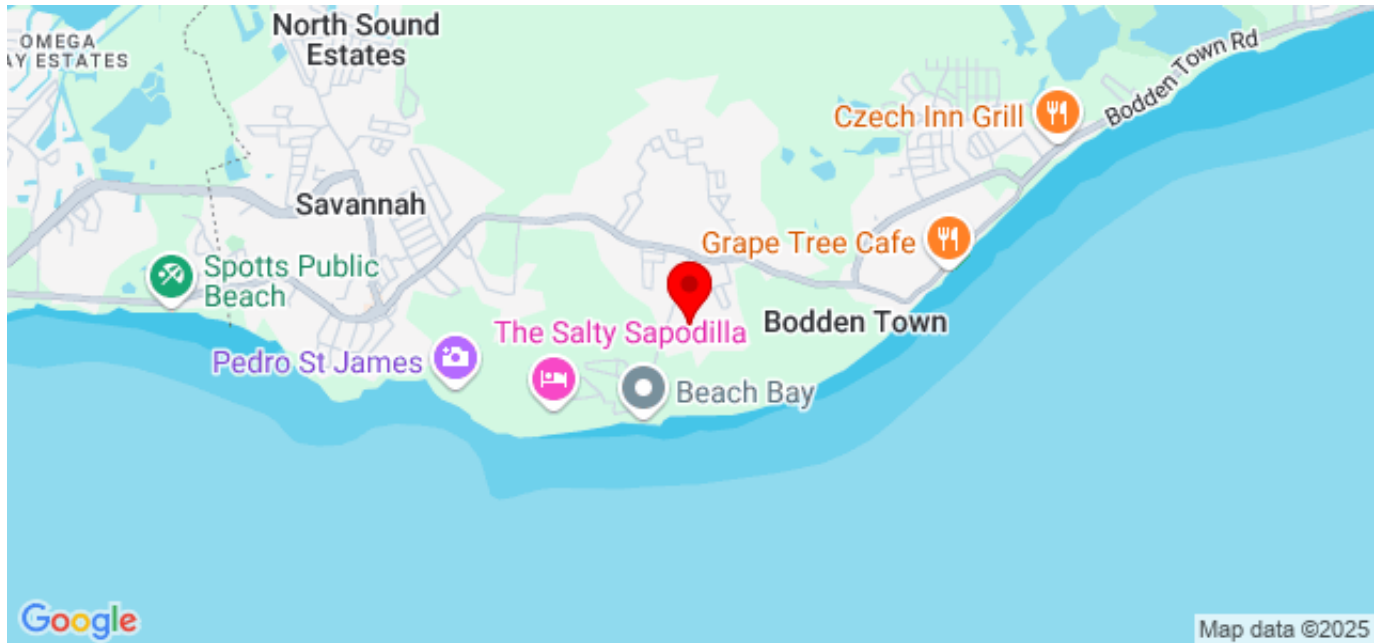 OMEGA
AY ESTATES
North Sound
Estates
Bodden Town Rd
Czech Inn Grill
Savannah
Grape Tree Cafe
Spotts Public
Beach
The Salty Sapodilla
Bodden Town
Pedro St James
Beach Bay
Google
Map data ©2025